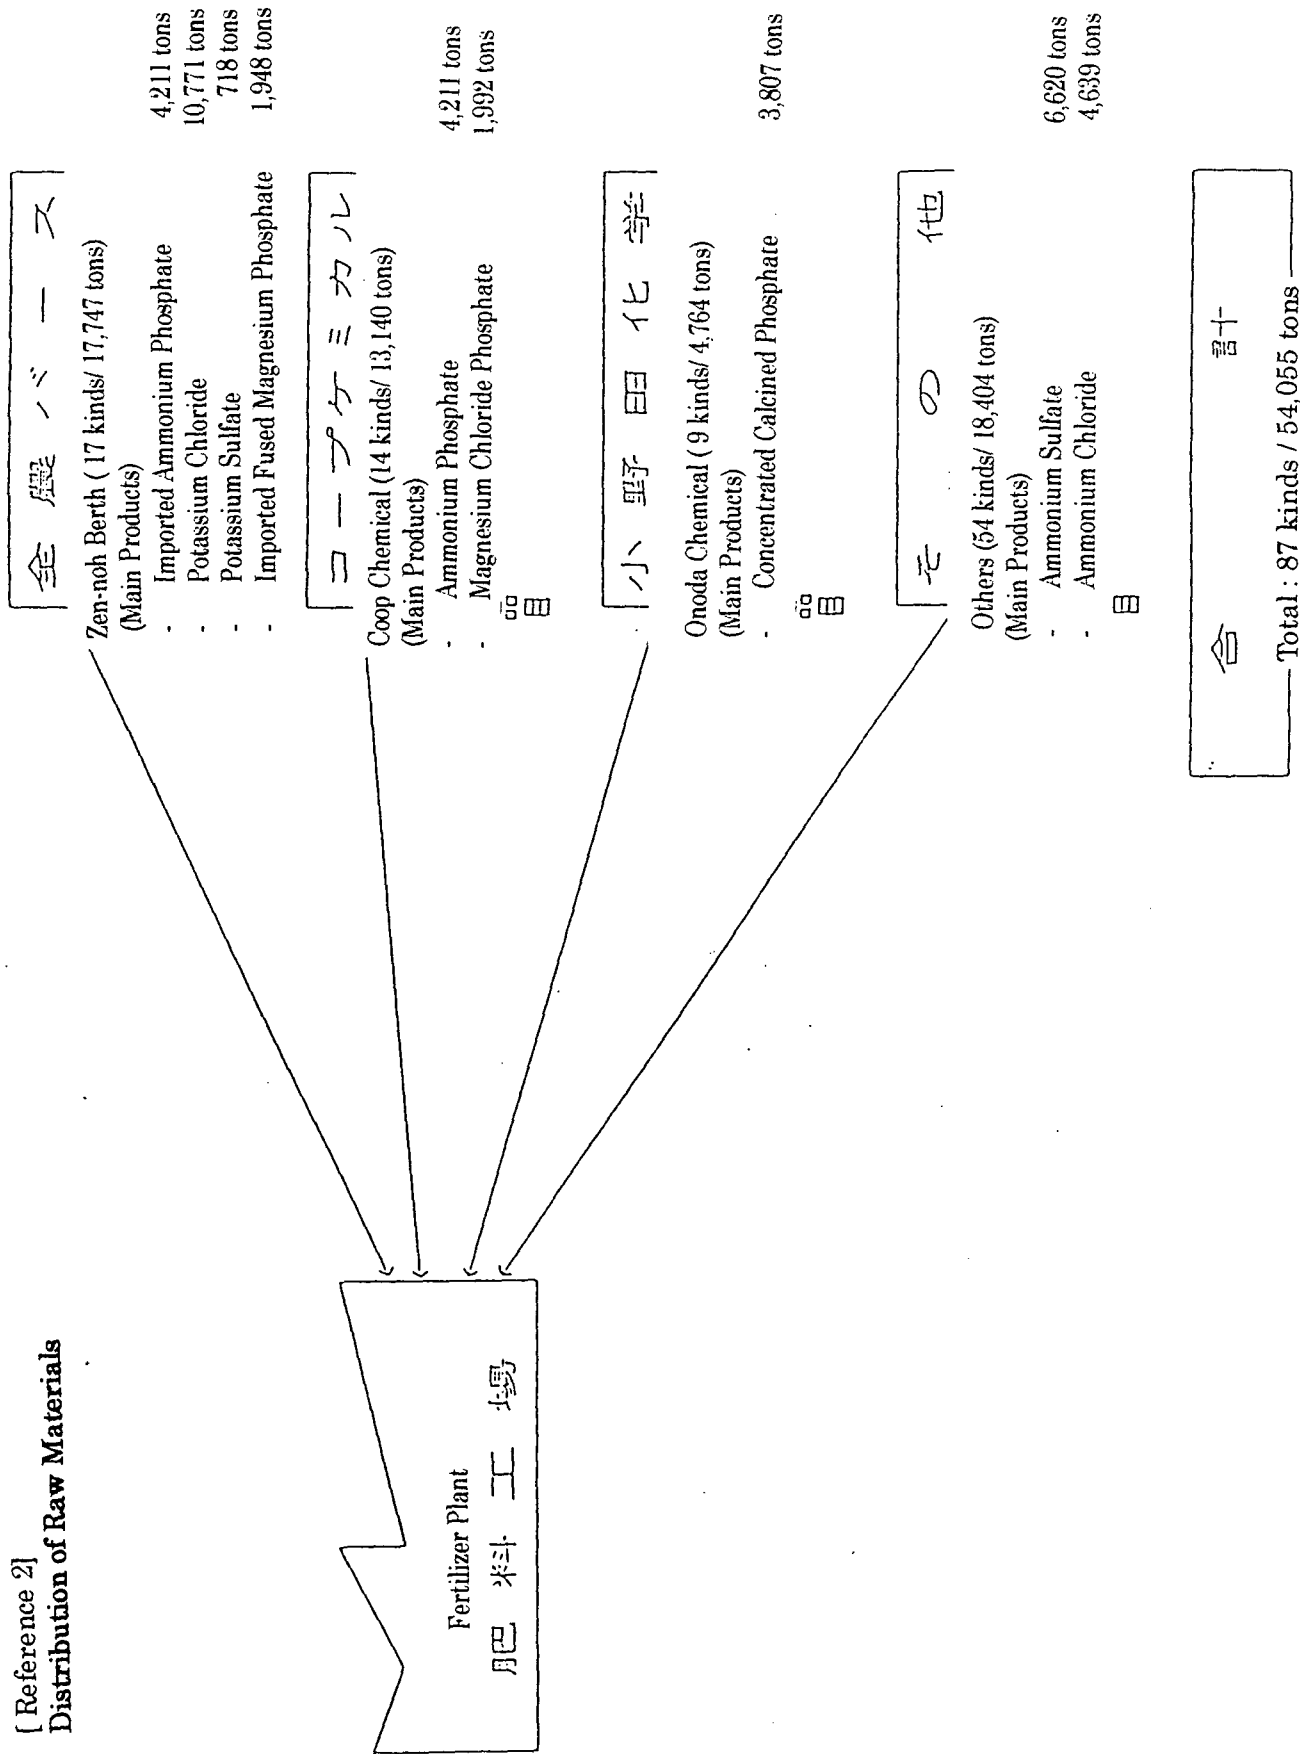 [ Reference 2]
Distribution of Raw Materials
Fertilizer Plant
肥料工場
全農バース
Zen-noh Berth ( 17 kinds/ 17,747 tons)
(Main Products)
- Imported Ammonium Phosphate 4,211 tons
- Potassium Chloride 10,771 tons
- Potassium Sulfate 718 tons
- Imported Fused Magnesium Phosphate 1,948 tons
コープケミカル
Coop Chemical (14 kinds/ 13,140 tons)
(Main Products)
- Ammonium Phosphate 4,211 tons
- Magnesium Chloride Phosphate 1,992 tons
品目
小野田化学
Onoda Chemical ( 9 kinds/ 4,764 tons)
(Main Products)
- Concentrated Calcined Phosphate 3,807 tons
品目
その他
Others (54 kinds/ 18,404 tons)
(Main Products)
- Ammonium Sulfate 6,620 tons
- Ammonium Chloride 4,639 tons
目
合計
Total : 87 kinds / 54,055 tons